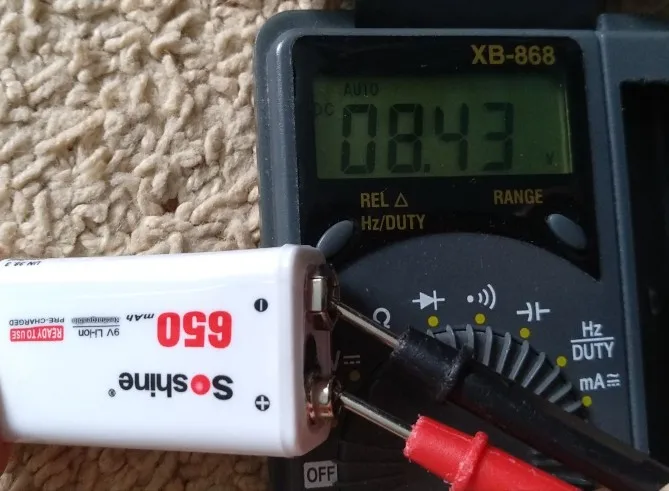 XB-868
AUTO
DC
08.43
V
REL △
Hz/DUTY
RANGE
Ω
Hz
DUTY
mA
OFF
Soshine®
650 mAh
9V Li-ion
Rechargeable
READY TO USE
PRE-CHARGED